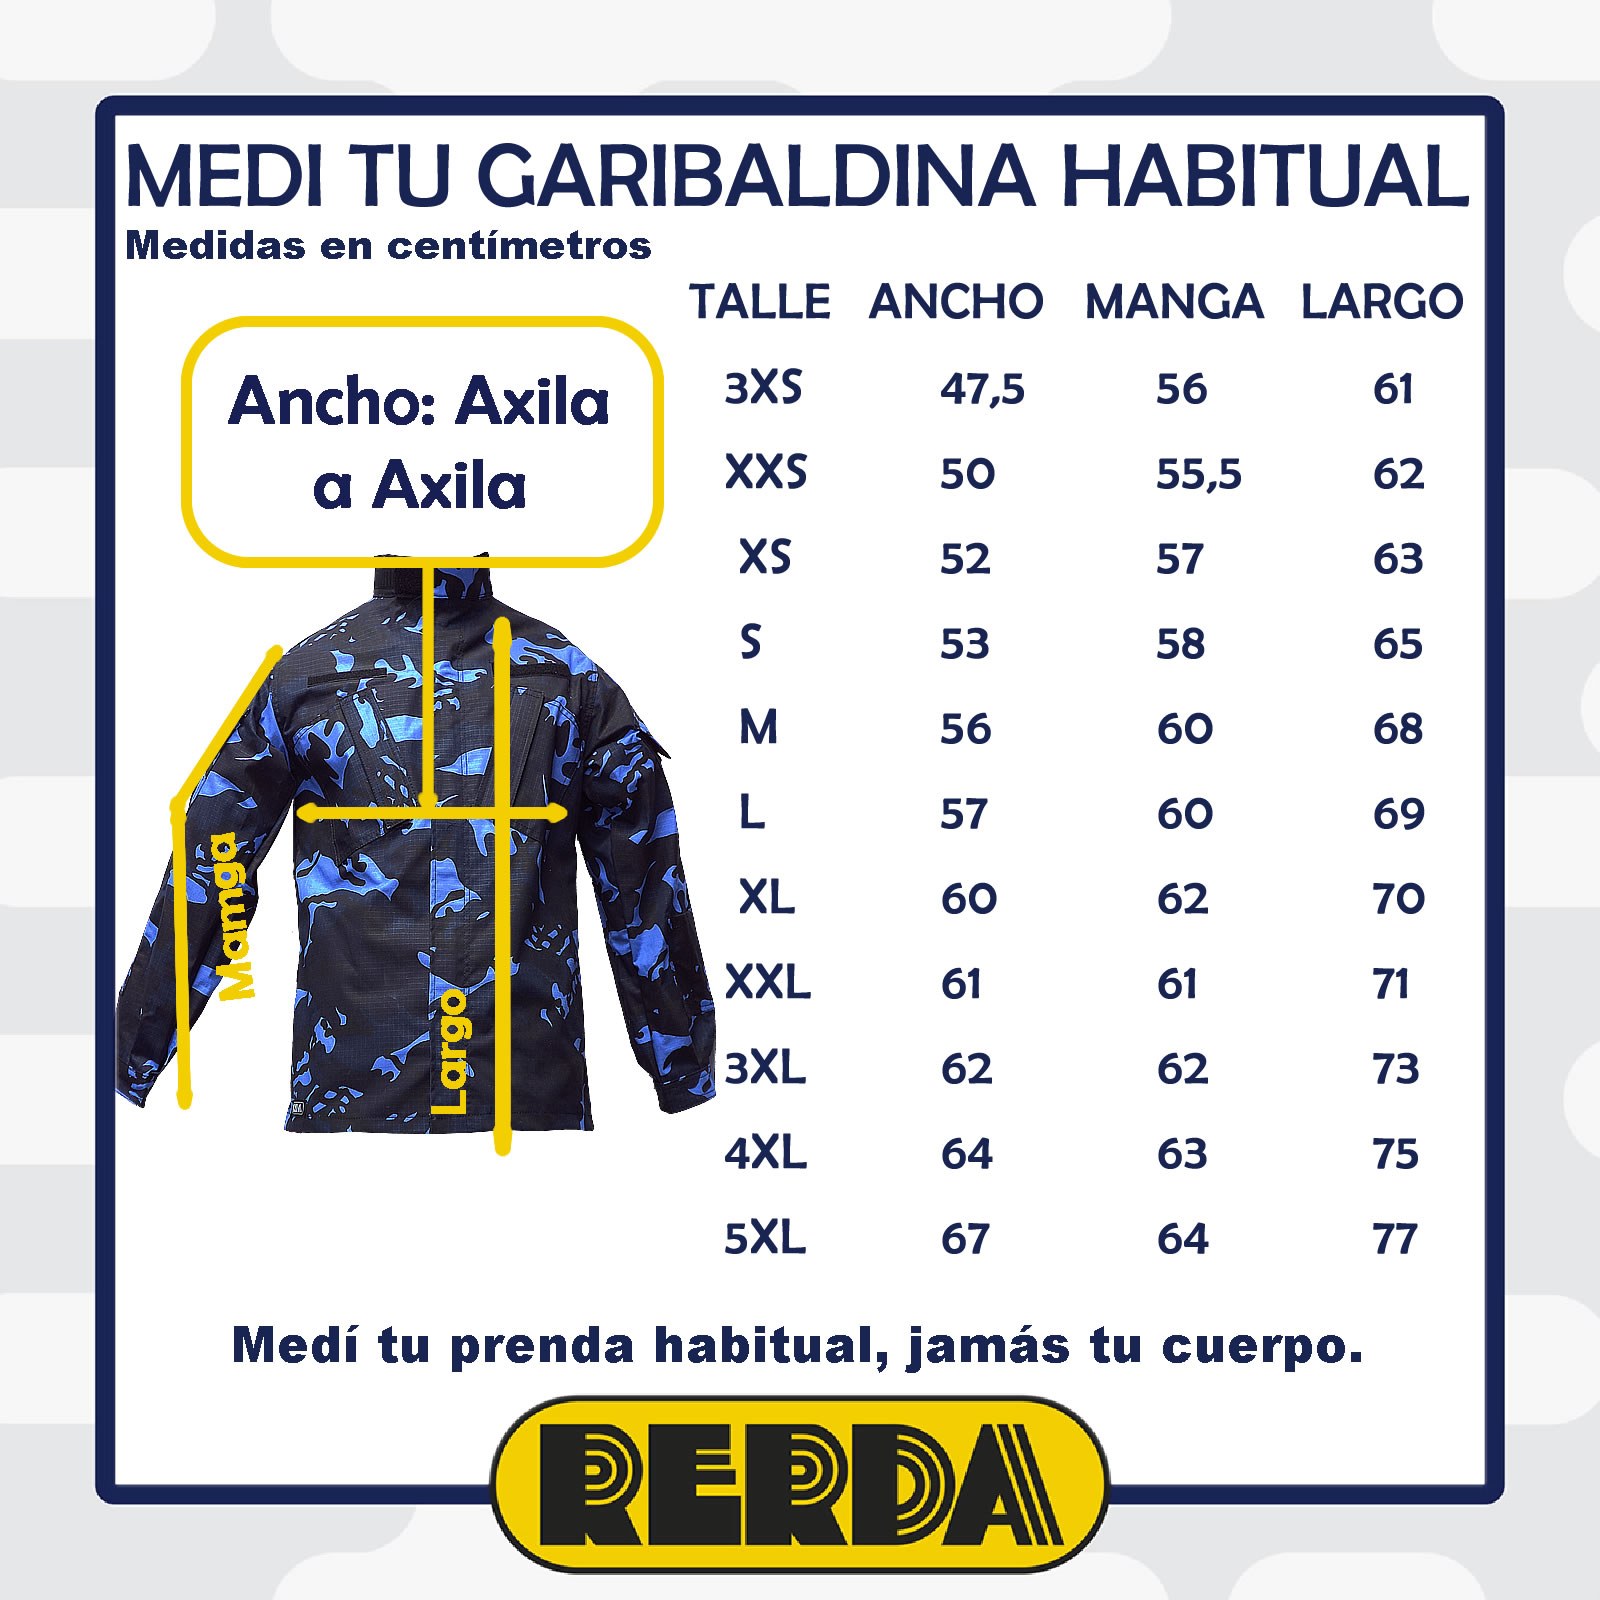 MEDI TU GARIBALDINA HABITUAL
Medidas en centímetros
TALLE ANCHO MANGA LARGO
Ancho: Axila
a Axila
3XS 47,5 56 61
XXS 50 55,5 62
XS 52 57 63
S 53 58 65
M 56 60 68
L 57 60 69
XL 60 62 70
XXL 61 61 71
3XL 62 62 73
4XL 64 63 75
5XL 67 64 77
Mamga
Largo
Medí tu prenda habitual, jamás tu cuerpo.
RERDA